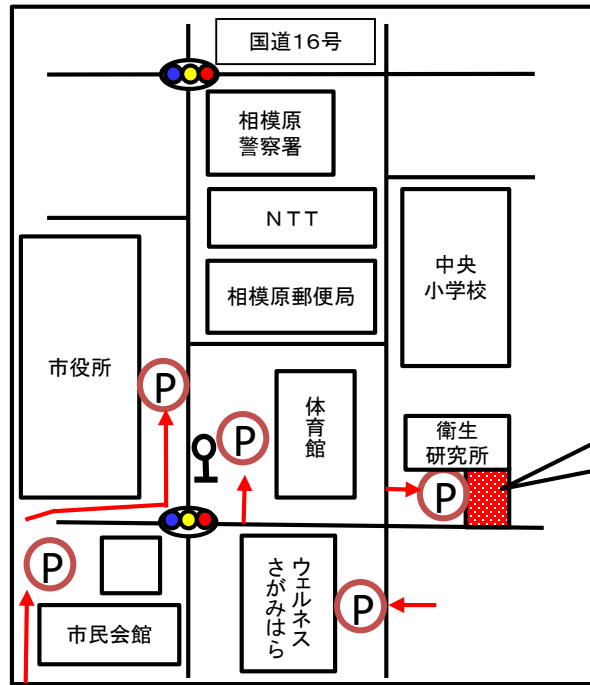 国道16号
相模原
警察署
NTT
相模原郵便局
中央
小学校
市役所
P
P
体育館
衛生
研究所
P
P
市民会館
ウェルネス
さがみはら
P